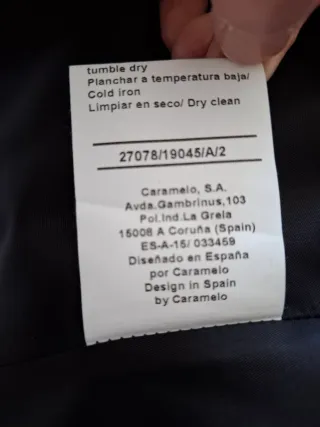 tumble dry
Planchar a temperatura baja/
Cold iron
Limpiar en seco/ Dry clean
27078/19045/A/2
Caramelo, S.A.
Avda.Gambrinus,103
Pol.Ind.La Grela
15008 A Coruña (Spain)
ES-A-15/ 033459
Diseñado en España
por Caramelo
Design in Spain
by Caramelo